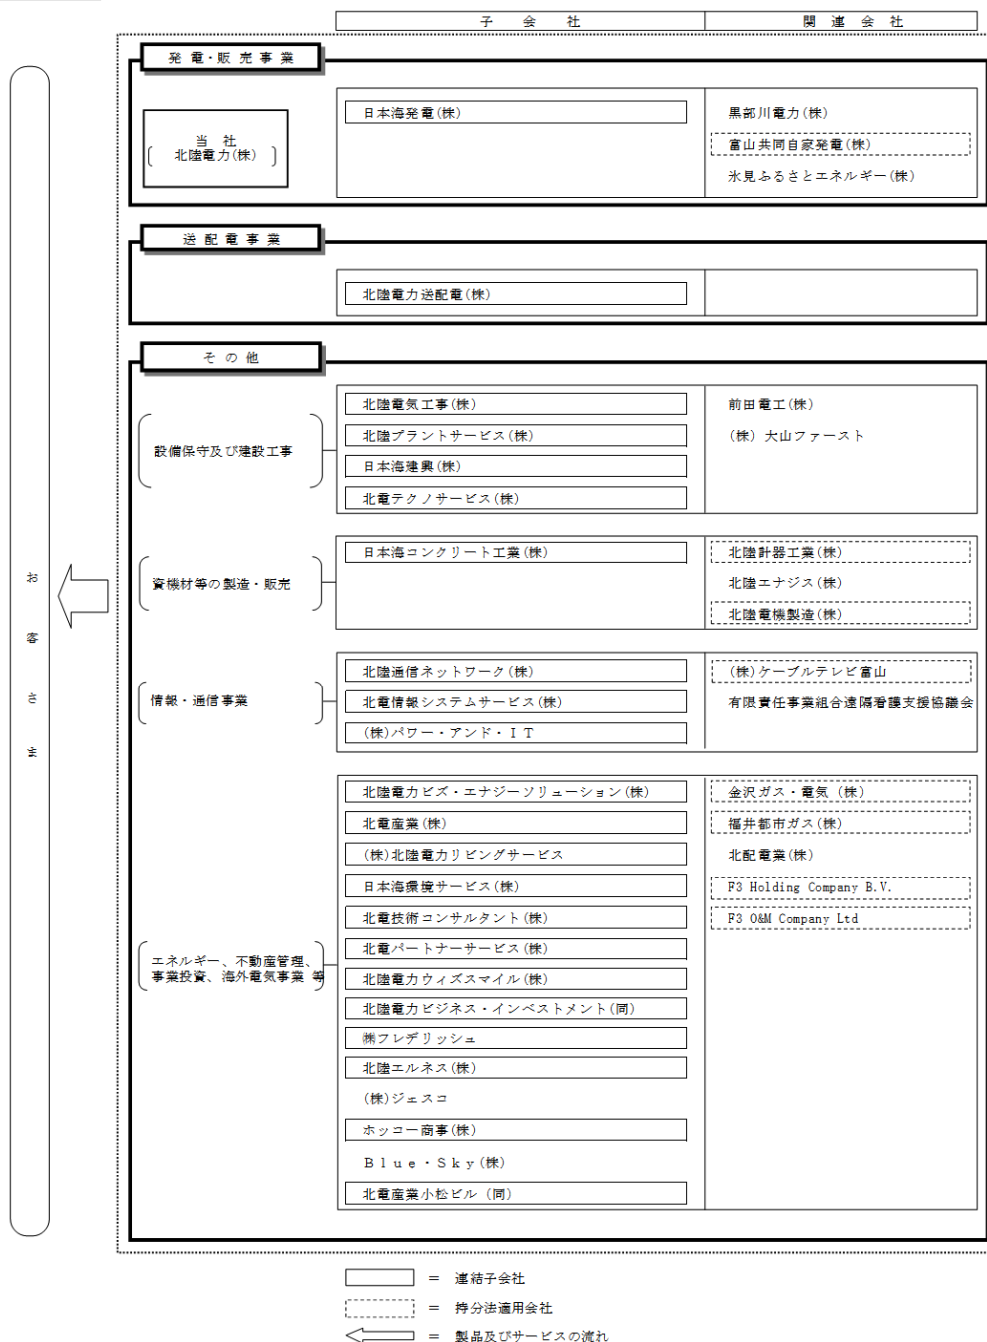 子 会 社
関 連 会 社
発 電・販 売 事 業
当 社
北陸電力(株)
日本海発電(株)
黒部川電力(株)
富山共同自家発電(株)
氷見ふるさとエネルギー(株)
送 配 電 事 業
北陸電力送配電(株)
そ の 他
設備保守及び建設工事
北陸電気工事(株)
北陸プラントサービス(株)
日本海建興(株)
北電テクノサービス(株)
前田電工(株)
(株) 大山ファースト
資機材等の製造・販売
日本海コンクリート工業(株)
北陸計器工業(株)
北陸エナジス(株)
北陸電機製造(株)
情報・通信事業
北陸通信ネットワーク(株)
北電情報システムサービス(株)
(株)パワー・アンド・ＩＴ
(株)ケーブルテレビ富山
有限責任事業組合遠隔看護支援協議会
エネルギー、不動産管理、
事業投資、海外電気事業 等
北陸電力ビズ・エナジーソリューション(株)
北電産業(株)
(株)北陸電力リビングサービス
日本海環境サービス(株)
北電技術コンサルタント(株)
北電パートナーサービス(株)
北陸電力ウィズスマイル(株)
北陸電力ビジネス・インベストメント(同)
㈱フレデリッシュ
北陸エルネス(株)
(株)ジェスコ
ホッコー商事(株)
Ｂｌｕｅ・Ｓｋｙ(株)
北電産業小松ビル (同)
金沢ガス・電気 (株)
福井都市ガス(株)
北配電業(株)
F3 Holding Company B.V.
F3 O&M Company Ltd
お客さま
＝ 連結子会社
＝ 持分法適用会社
＝ 製品及びサービスの流れ